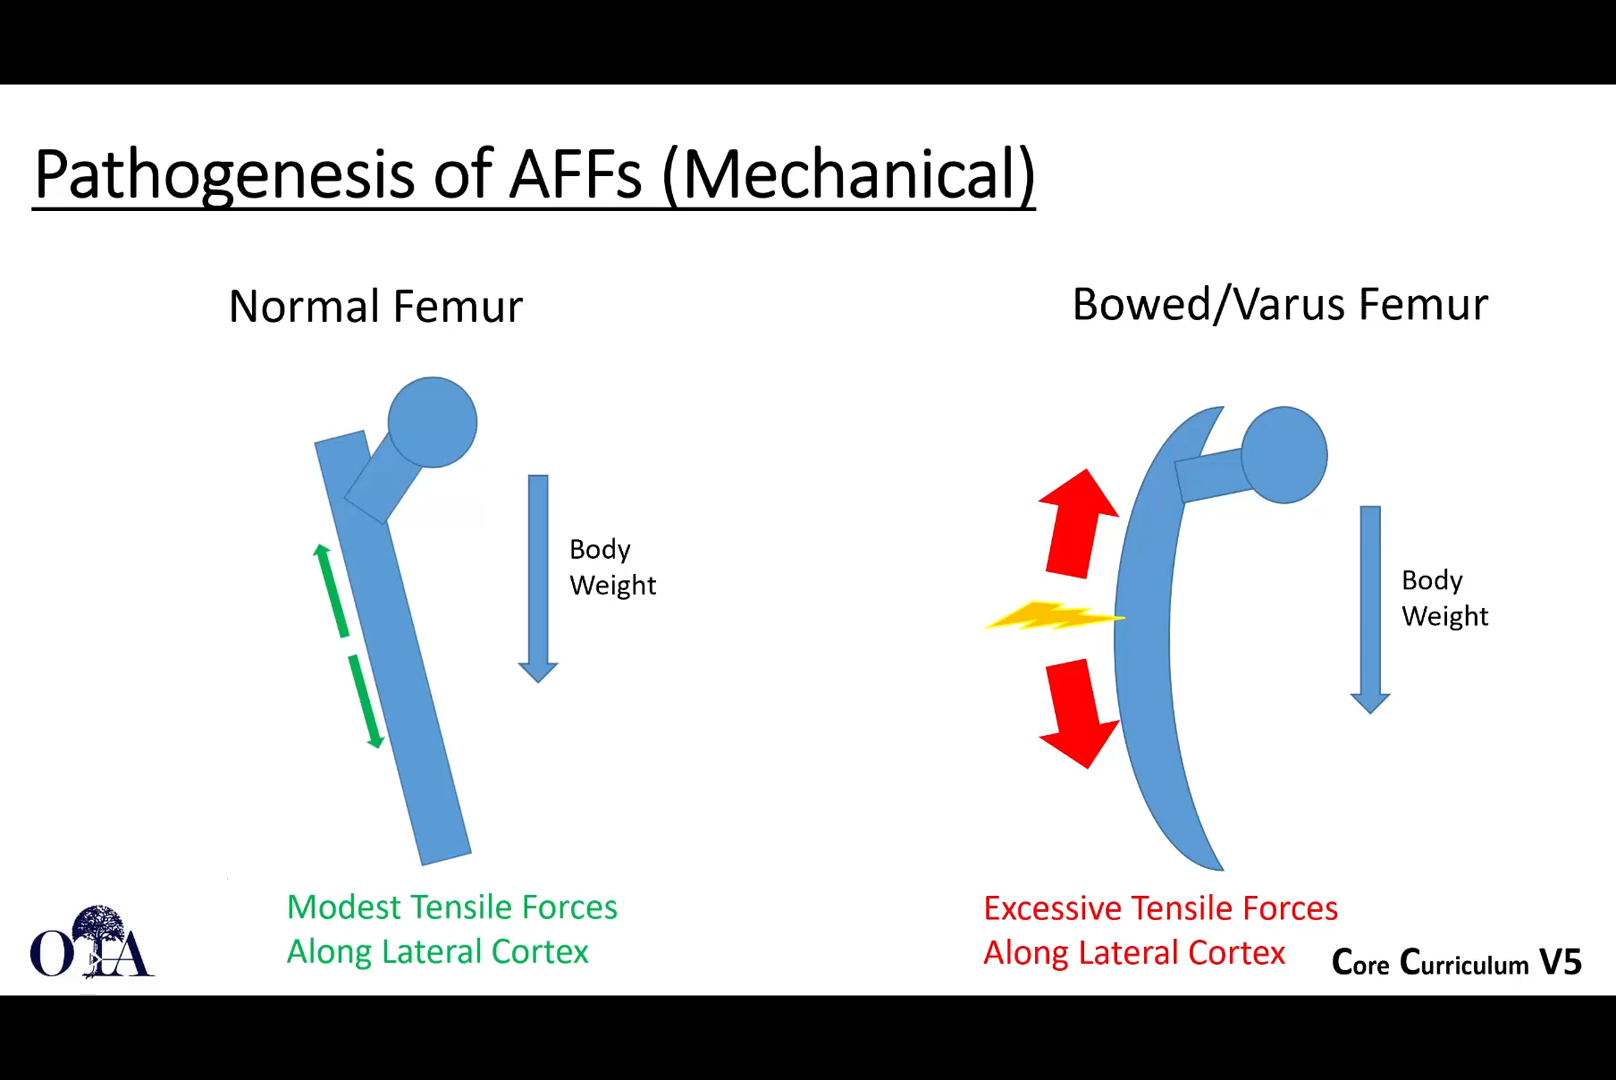 Pathogenesis of AFFs (Mechanical)
Normal Femur
Bowed/Varus Femur
Body
Weight
Body
Weight
Modest Tensile Forces
Along Lateral Cortex
Excessive Tensile Forces
Along Lateral Cortex
OTA
Core Curriculum V5